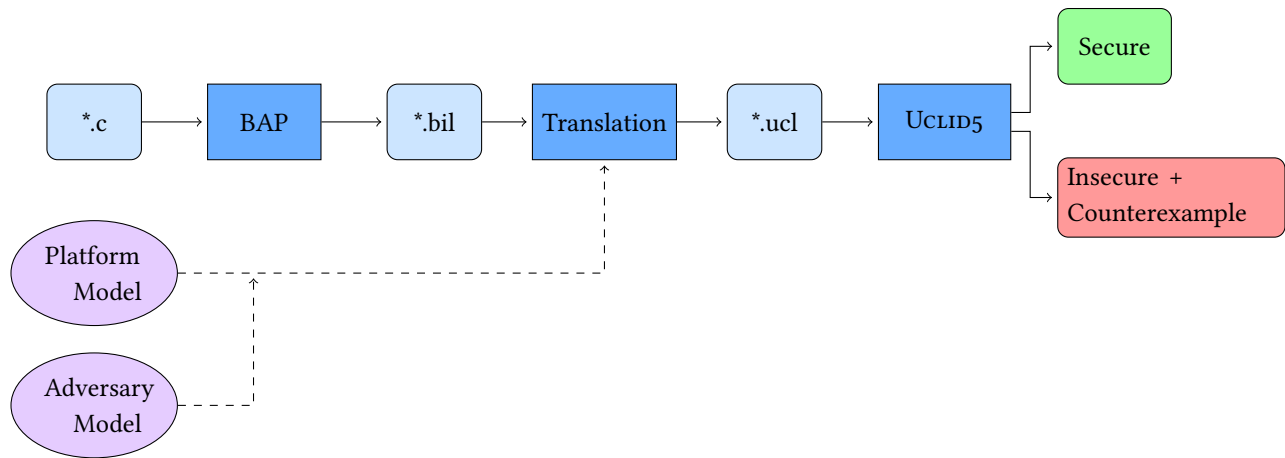 Secure
*.c
BAP
*.bil
Translation
*.ucl
Uclid5
Insecure +
Counterexample
Platform
Model
Adversary
Model